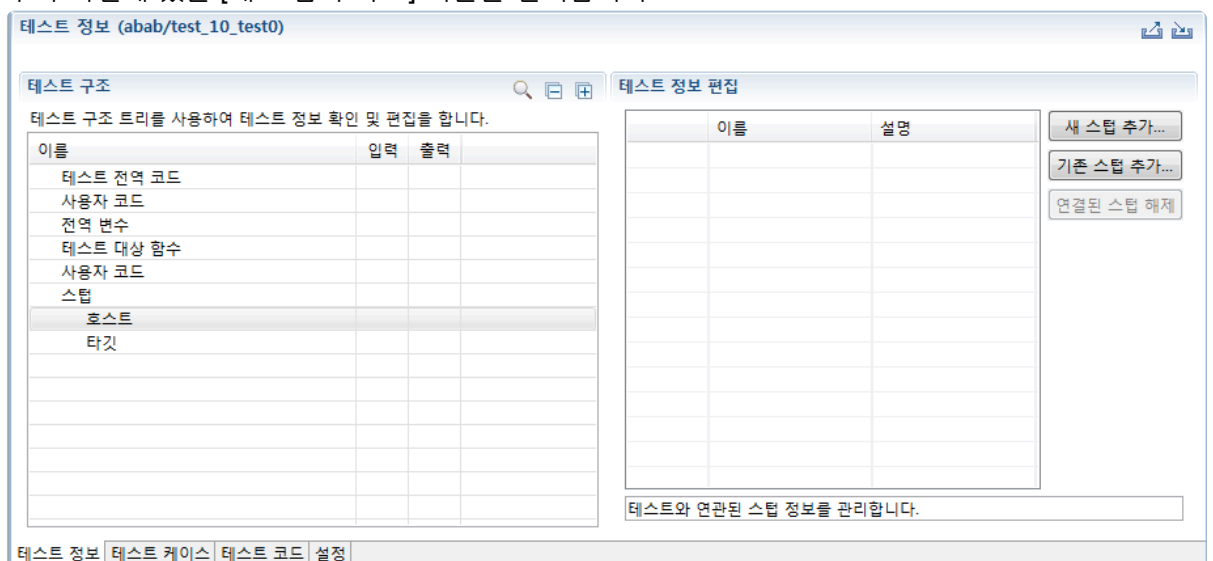 테스트 정보 (abab/test_10_test0)
테스트 구조
테스트 구조 트리를 사용하여 테스트 정보 확인 및 편집을 합니다.
이름 입력 출력
테스트 전역 코드
사용자 코드
전역 변수
테스트 대상 함수
사용자 코드
스텁
호스트
타깃
테스트 정보 편집
이름 설명
새 스텁 추가...
기존 스텁 추가...
연결된 스텁 해제
테스트와 연관된 스텁 정보를 관리합니다.
테스트 정보 테스트 케이스 테스트 코드 설정